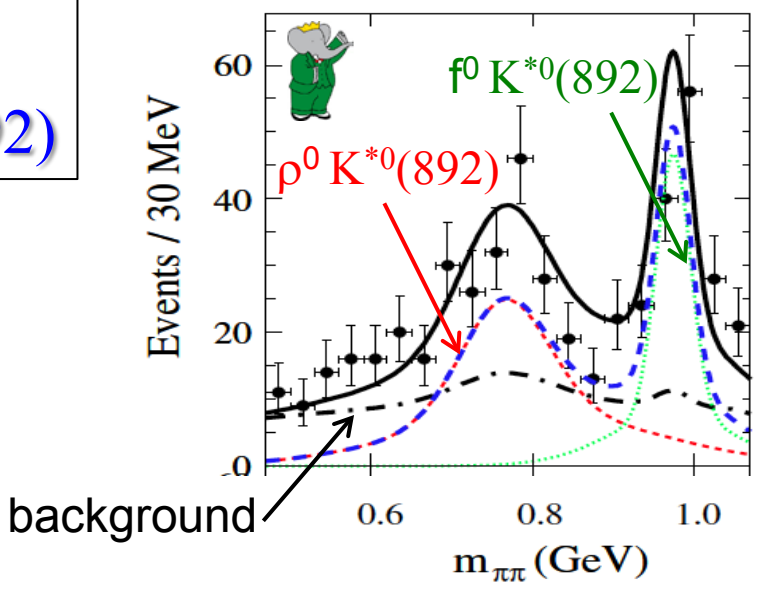 2)
60
40
20
0
Events / 30 MeV
f⁰ K*⁰(892)
ρ⁰ K*⁰(892)
background
0.6 0.8 1.0
mππ (GeV)